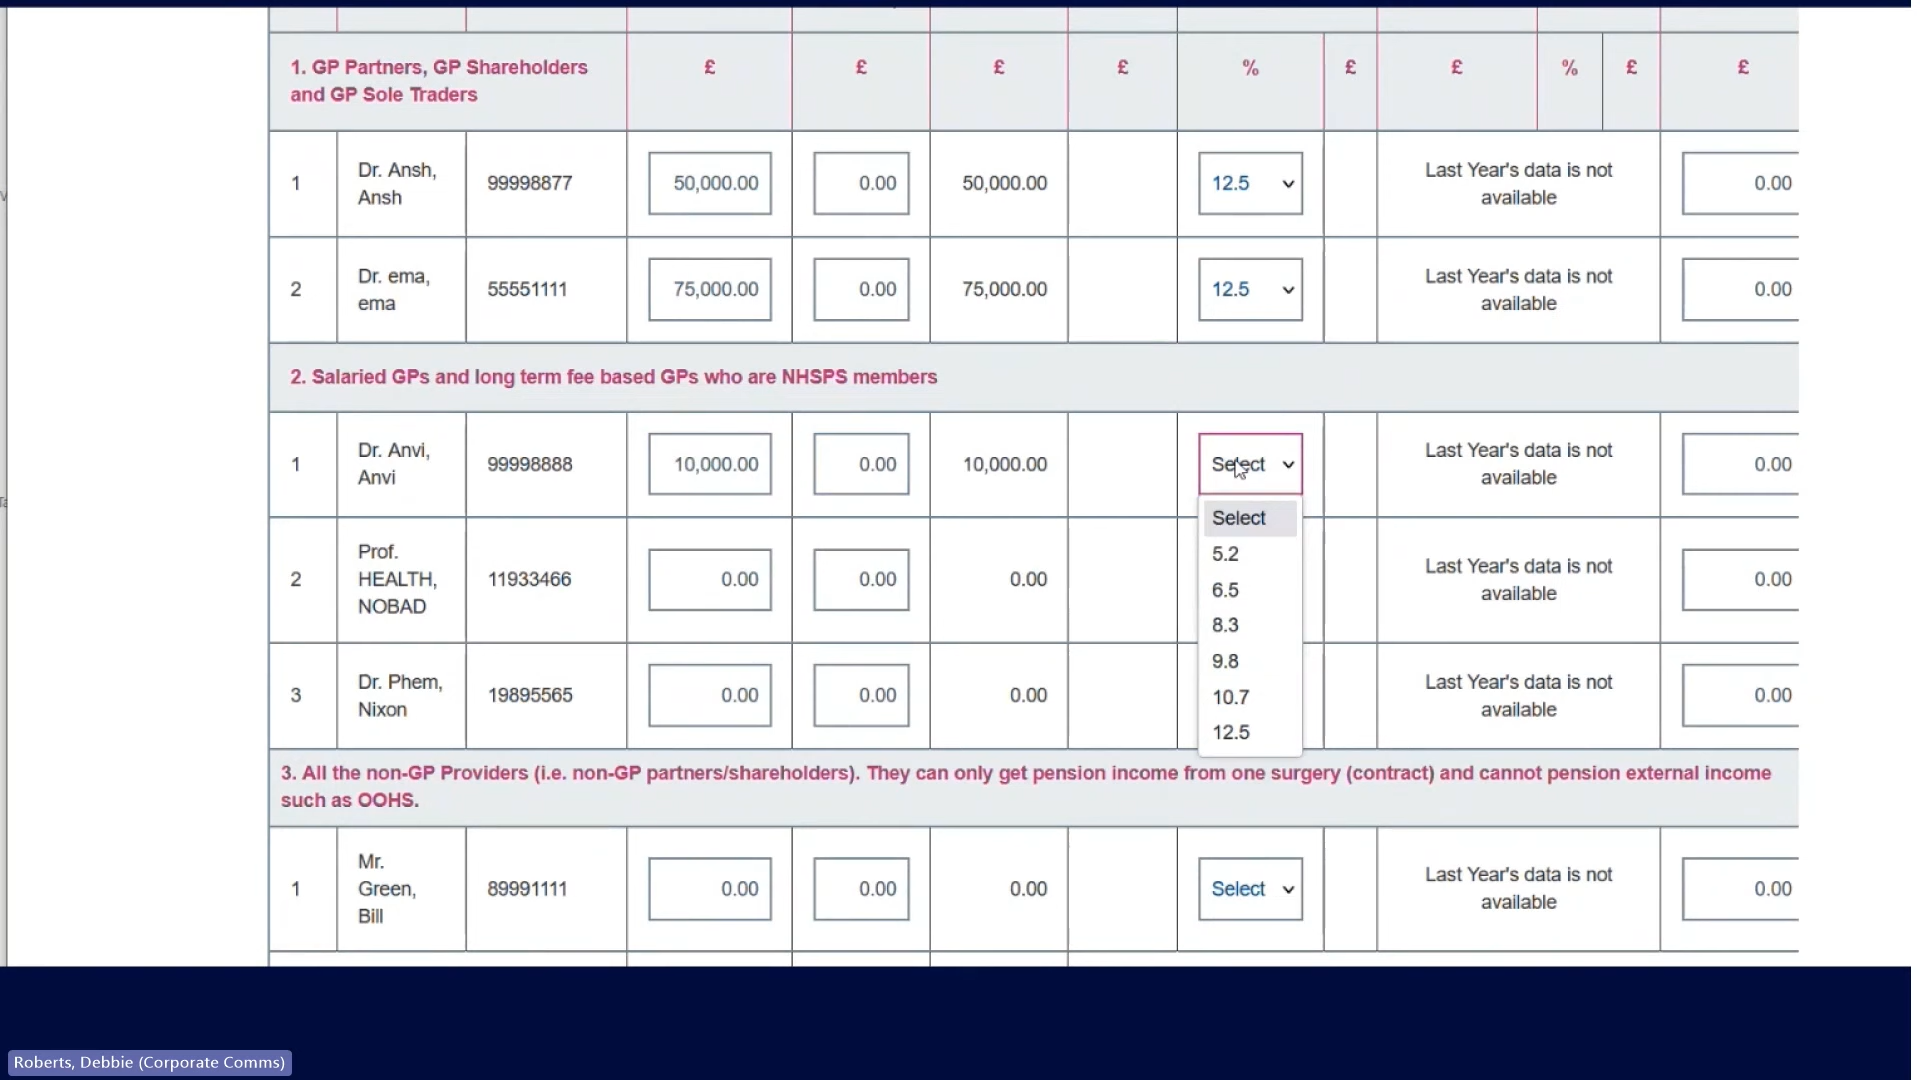 1. GP Partners, GP Shareholders
and GP Sole Traders
£ £ £ £ % £ £ % £ £
1 Dr. Ansh,
Ansh 99998877 50,000.00 0.00 50,000.00 12.5 Last Year's data is not
available 0.00
2 Dr. ema,
ema 55551111 75,000.00 0.00 75,000.00 12.5 Last Year's data is not
available 0.00
2. Salaried GPs and long term fee based GPs who are NHSPS members
1 Dr. Anvi,
Anvi 99998888 10,000.00 0.00 10,000.00 Select Last Year's data is not
available 0.00
Select
5.2
6.5
8.3
9.8
10.7
12.5
2 Prof.
HEALTH,
NOBAD 11933466 0.00 0.00 0.00 Last Year's data is not
available 0.00
3 Dr. Phem,
Nixon 19895565 0.00 0.00 0.00 Last Year's data is not
available 0.00
3. All the non-GP Providers (i.e. non-GP partners/shareholders). They can only get pension income from one surgery (contract) and cannot pension external income
such as OOHS.
1 Mr.
Green,
Bill 89991111 0.00 0.00 0.00 Select Last Year's data is not
available 0.00
Roberts, Debbie (Corporate Comms)